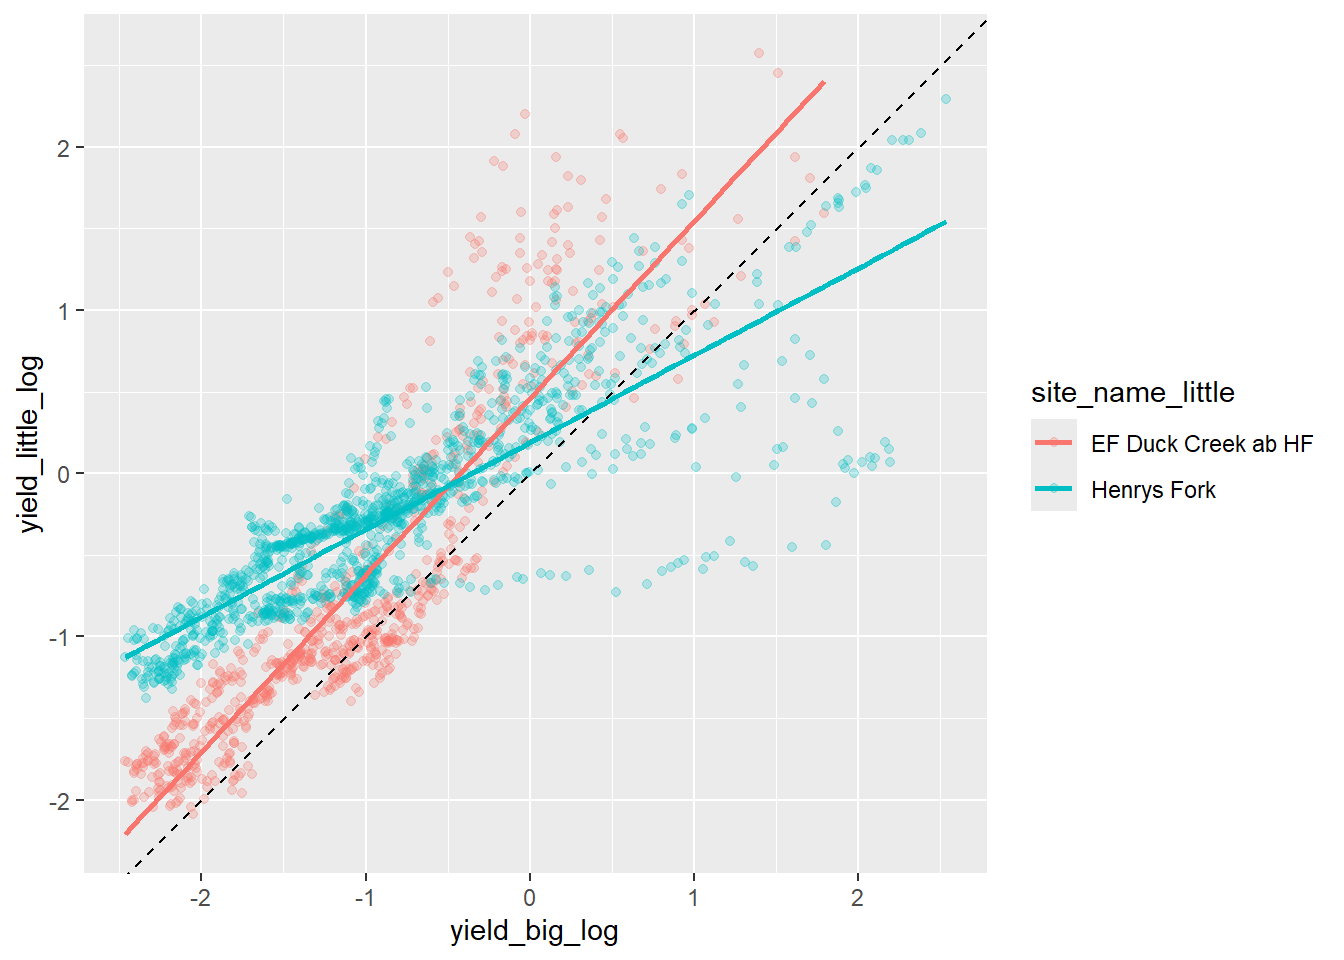 2
1
0
-1
-2
yield_little_log
-2
-1
0
1
2
yield_big_log
site_name_little
EF Duck Creek ab HF
Henrys Fork